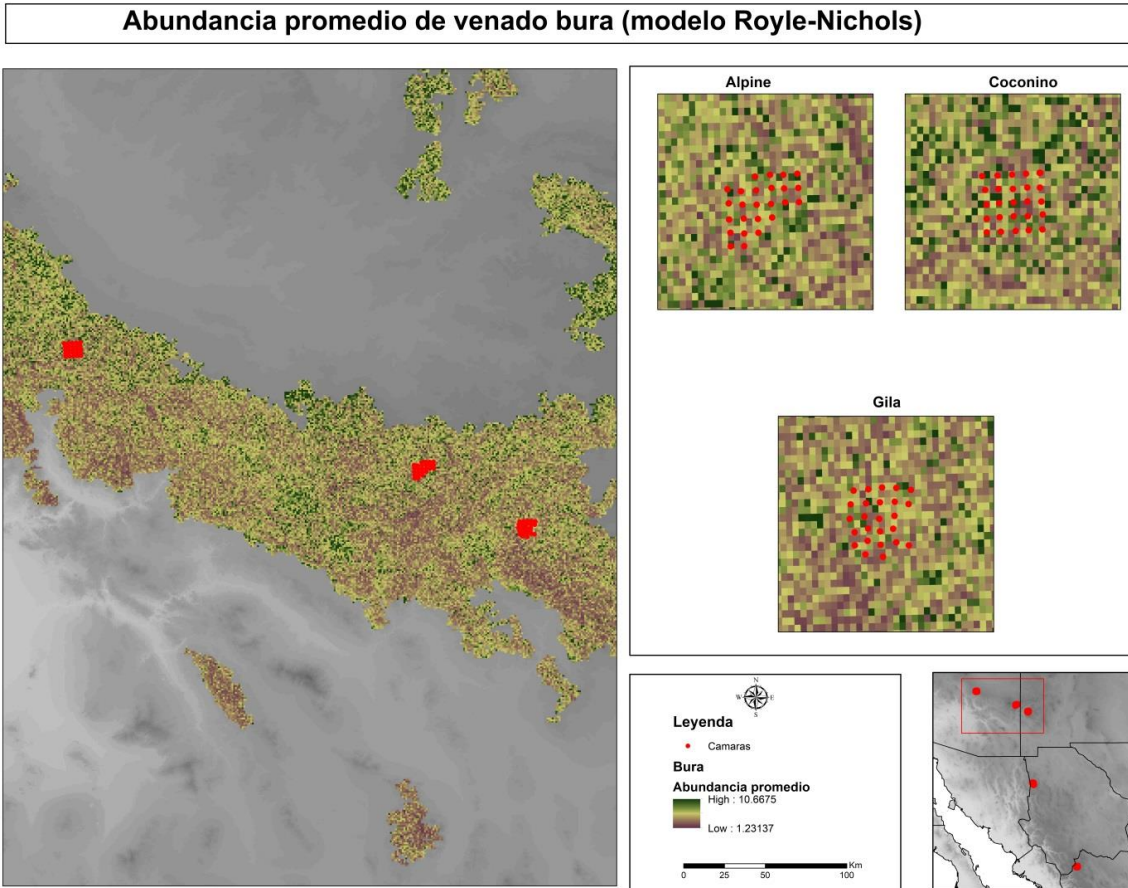 Abundancia promedio de venado bura (modelo Royle-Nichols)
Alpine
Coconino
Gila
N
W
E
S
Leyenda
Camaras
Bura
Abundancia promedio
High : 10.6675
Low : 1.23137
Km
0 25 50 100